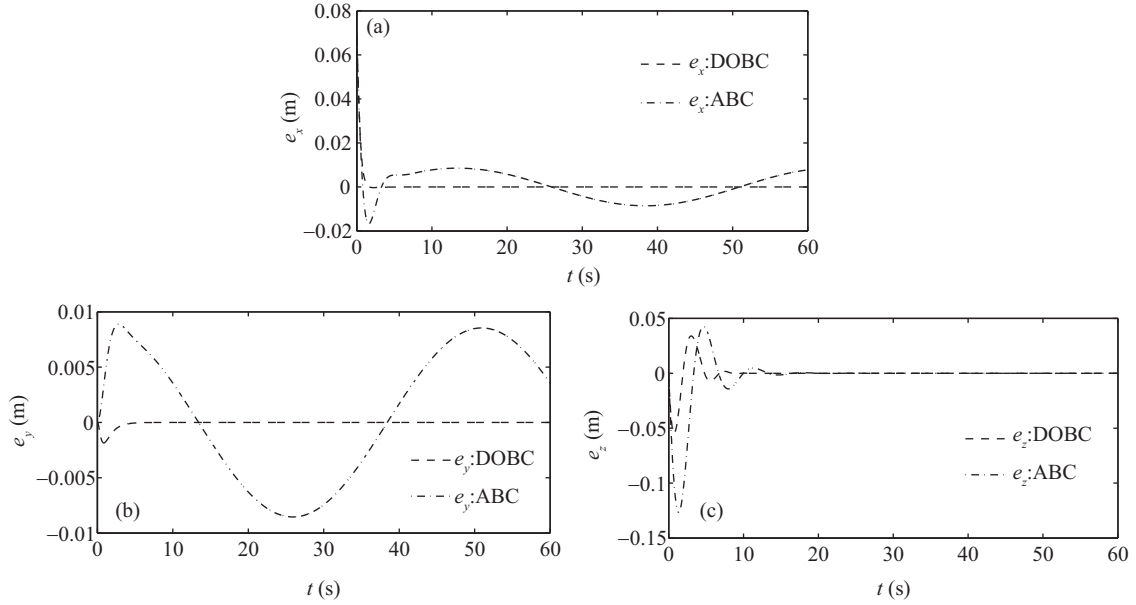 0.08
(a)
0.06
e_x:DOBC
0.04
e_x:ABC
e_x (m)
0.02
0
–0.02
0 10 20 30 40 50 60
t (s)
0.01
0.005
0
e_y (m)
e_y:DOBC
–0.005
e_y:ABC
(b)
–0.01
0 10 20 30 40 50 60
t (s)
0.05
0
–0.05
e_z (m)
e_z:DOBC
–0.1
e_z:ABC
(c)
–0.15
0 10 20 30 40 50 60
t (s)